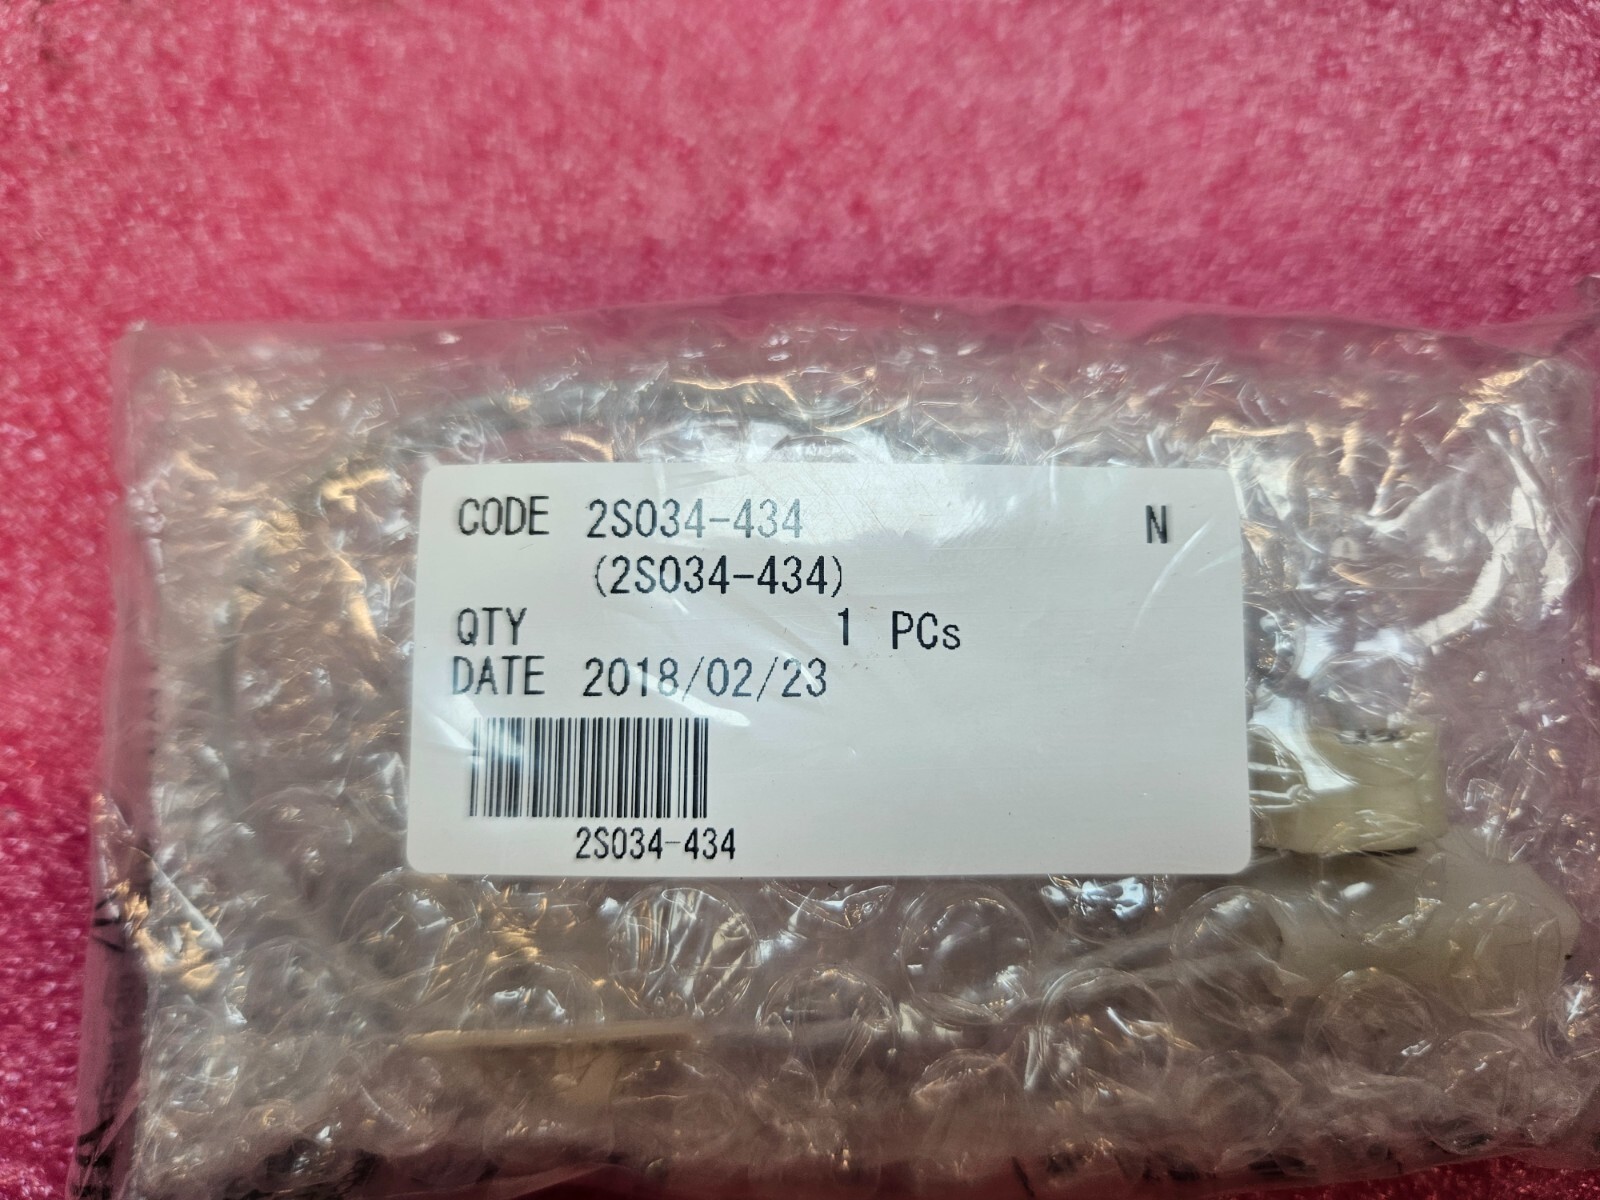 CODE 2S034-434 N
(2S034-434)
QTY 1 PCs
DATE 2018/02/23
2S034-434